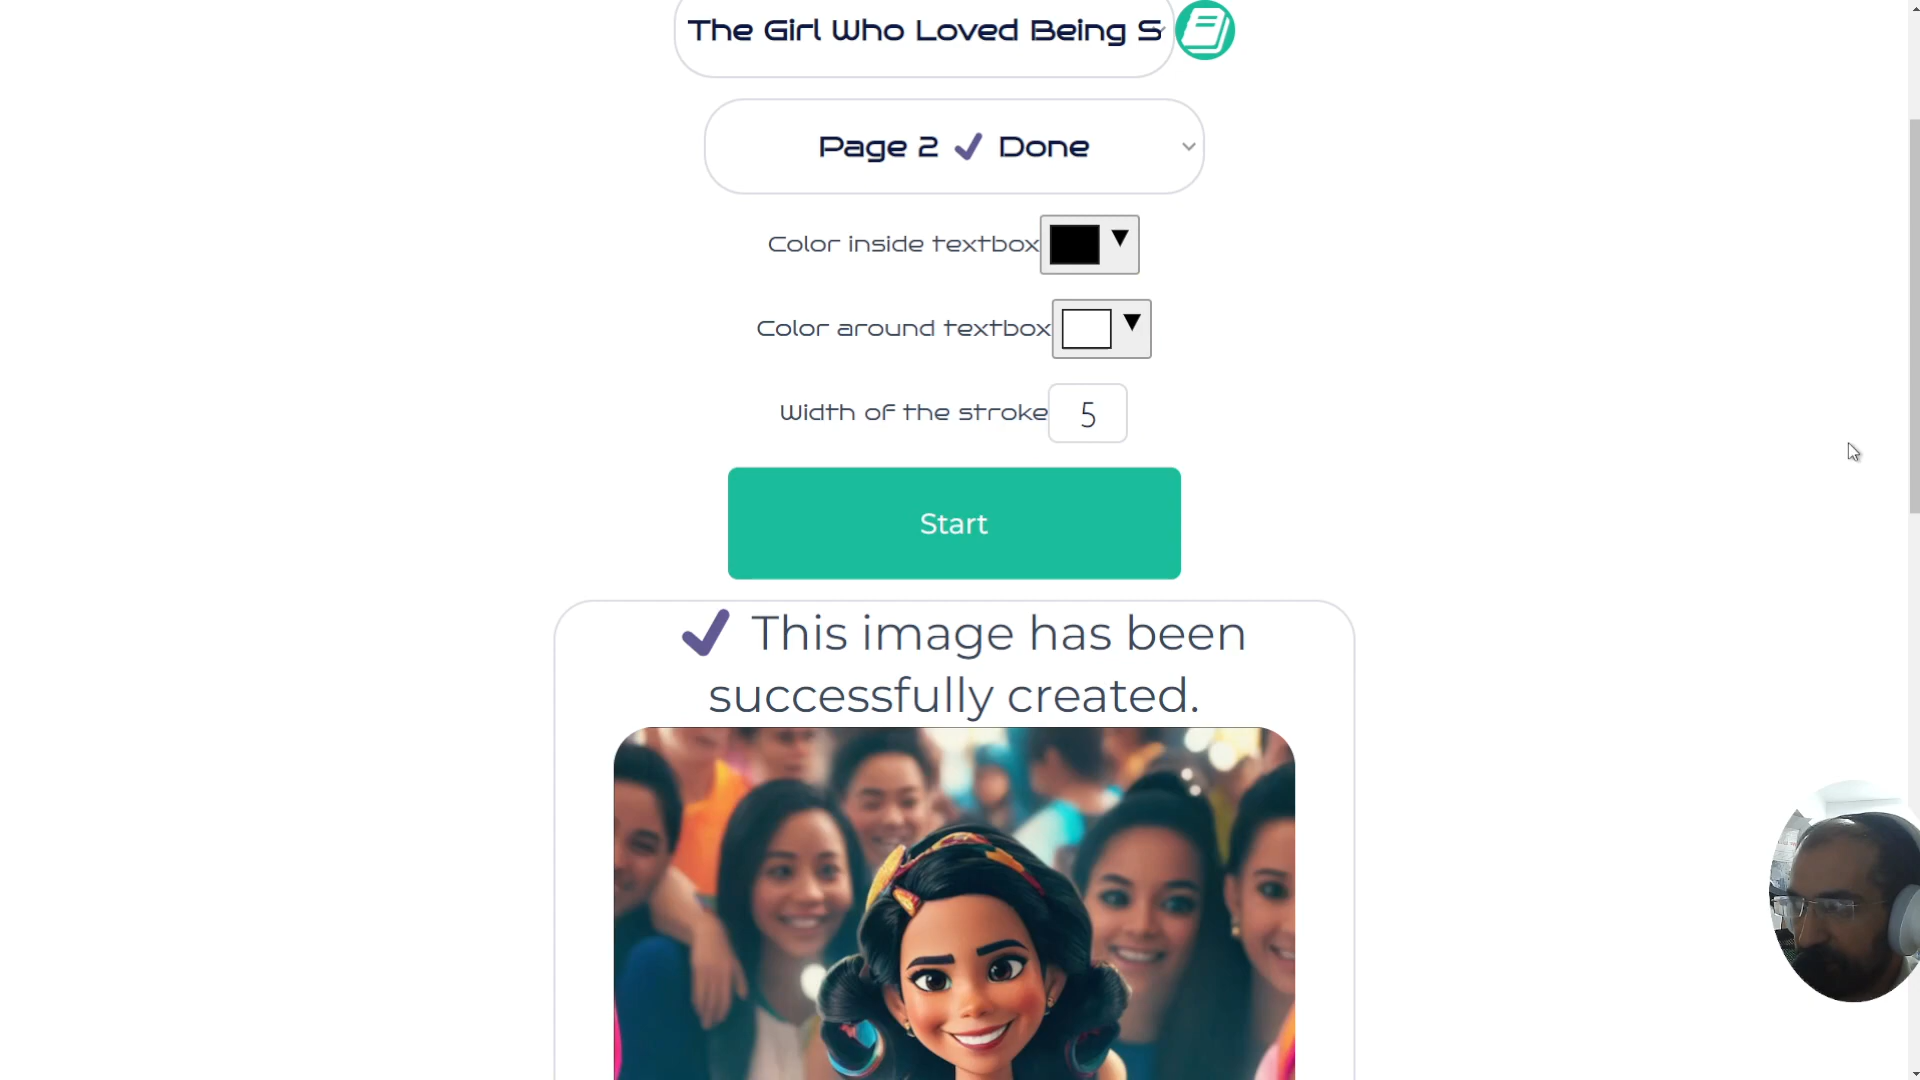 The Girl Who Loved Being S
Page 2 ✔ Done
Color inside textbox
Color around textbox
Width of the stroke 5
Start
✔ This image has been
successfully created.